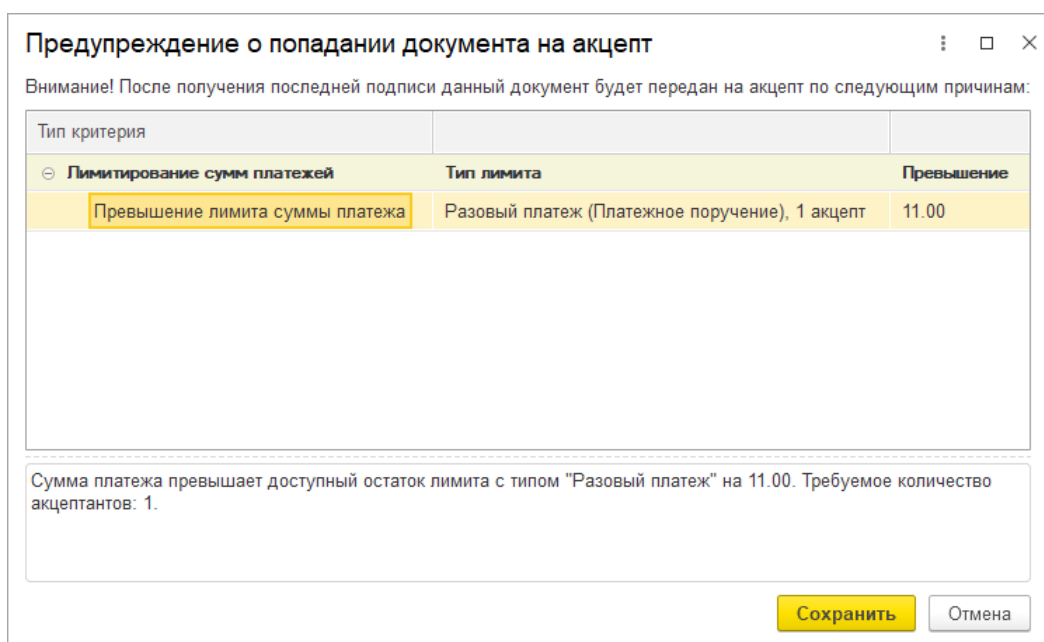 Предупреждение о попадании документа на акцепт
Внимание! После получения последней подписи данный документ будет передан на акцепт по следующим причинам:
Тип критерия
Лимитирование сумм платежей Тип лимита Превышение
Превышение лимита суммы платежа Разовый платеж (Платежное поручение), 1 акцепт 11.00
Сумма платежа превышает доступный остаток лимита с типом "Разовый платеж" на 11.00. Требуемое количество
акцептантов: 1.
Сохранить Отмена